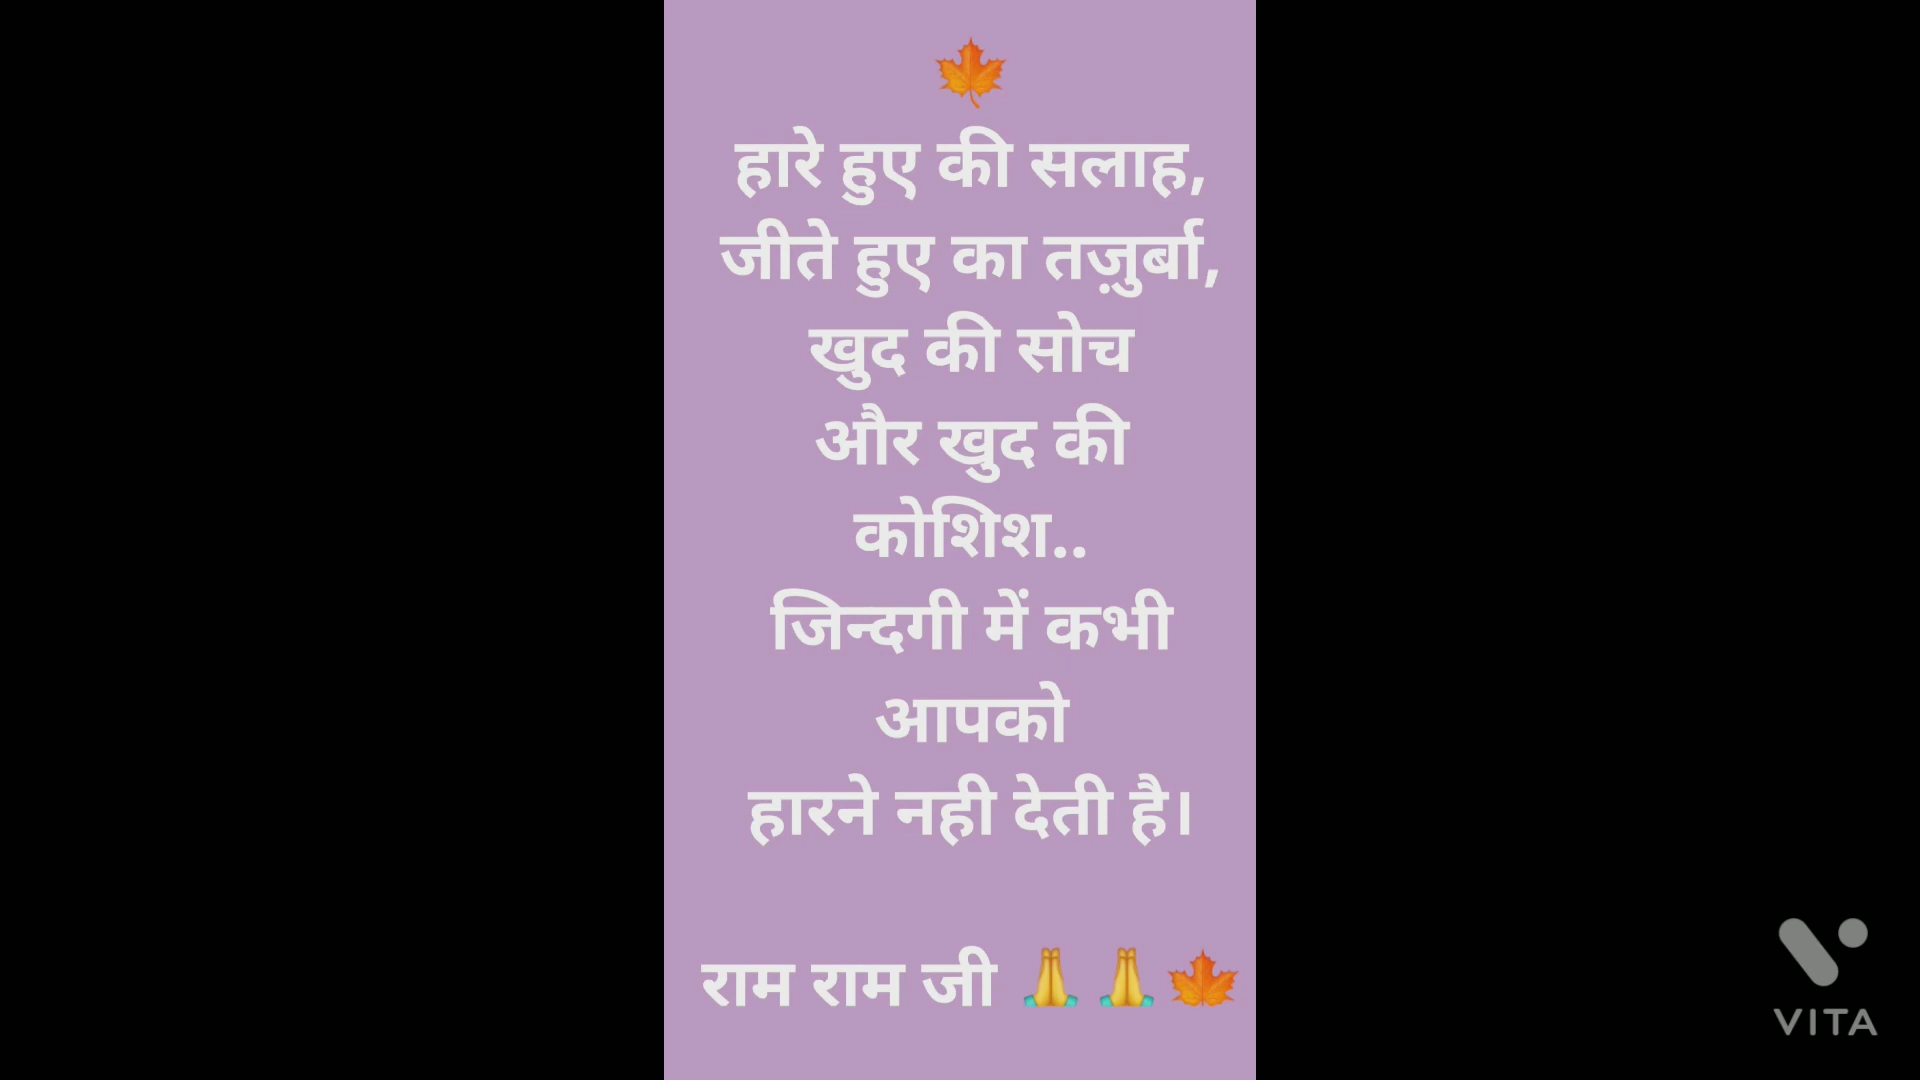 🍁
हारे हुए की सलाह,
जीते हुए का तज़ुर्बा,
खुद की सोच
और खुद की
कोशिश..
जिन्दगी में कभी
आपको
हारने नही देती है।
राम राम जी 🙏 🙏🍁
VITA